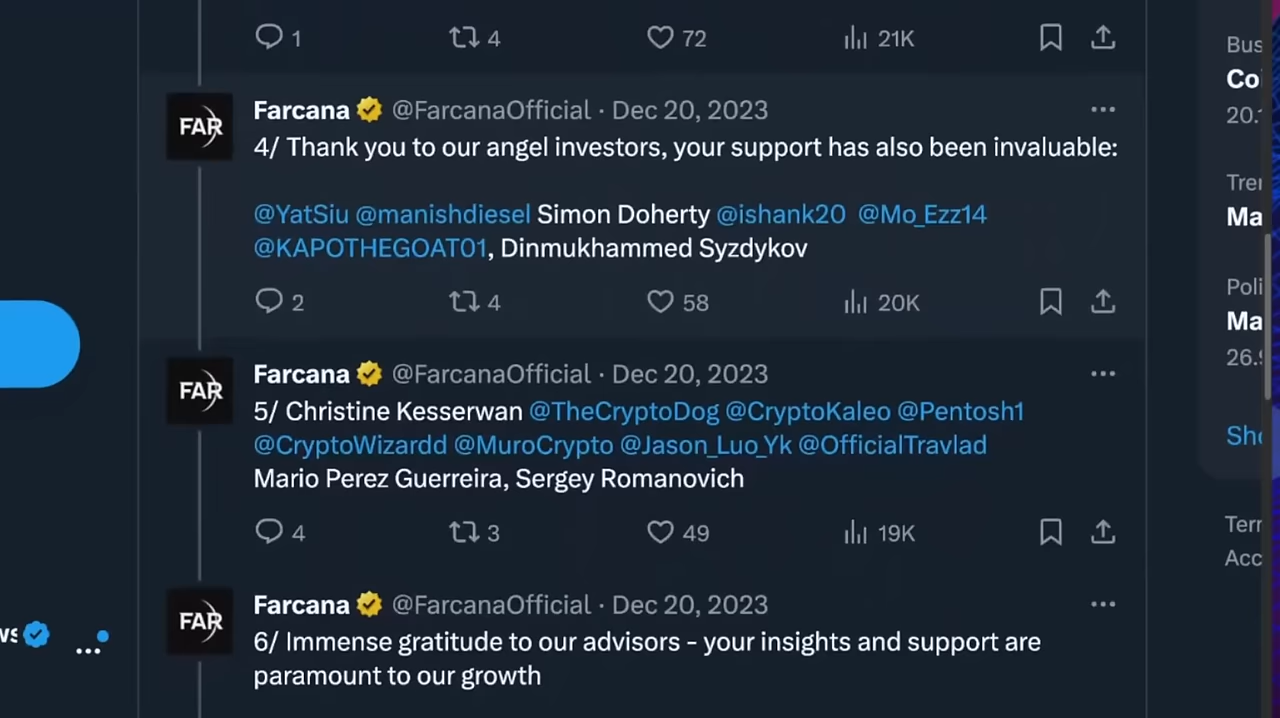 1 4 72 21K
Farcana @FarcanaOfficial · Dec 20, 2023
4/ Thank you to our angel investors, your support has also been invaluable:
@YatSiu @manishdiesel Simon Doherty @ishank20 @Mo_Ezz14
@KAPOTHEGOAT01, Dinmukhammed Syzdykov
2 4 58 20K
Farcana @FarcanaOfficial · Dec 20, 2023
5/ Christine Kesserwan @TheCryptoDog @CryptoKaleo @Pentosh1
@CryptoWizardd @MuroCrypto @Jason_Luo_Yk @OfficialTravlad
Mario Perez Guerreira, Sergey Romanovich
4 3 49 19K
Farcana @FarcanaOfficial · Dec 20, 2023
6/ Immense gratitude to our advisors - your insights and support are
paramount to our growth
FAR
FAR
FAR